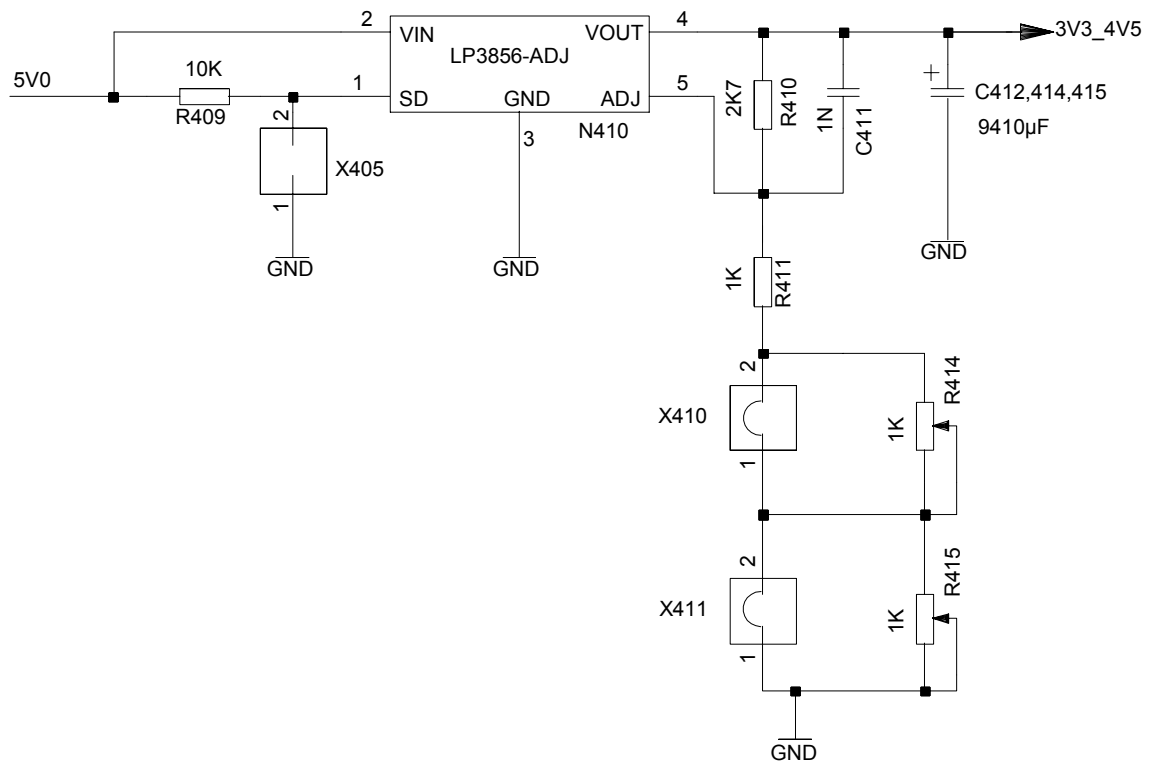 5V0
10K
R409
2
1
VIN
SD
LP3856-ADJ
GND
VOUT
ADJ
N410
3
4
5
2
1
X405
GND
GND
2K7
R410
1N
C411
3V3_4V5
+
C412,414,415
9410µF
GND
1K
R411
X410
2
1
1K
R414
X411
2
1
1K
R415
GND